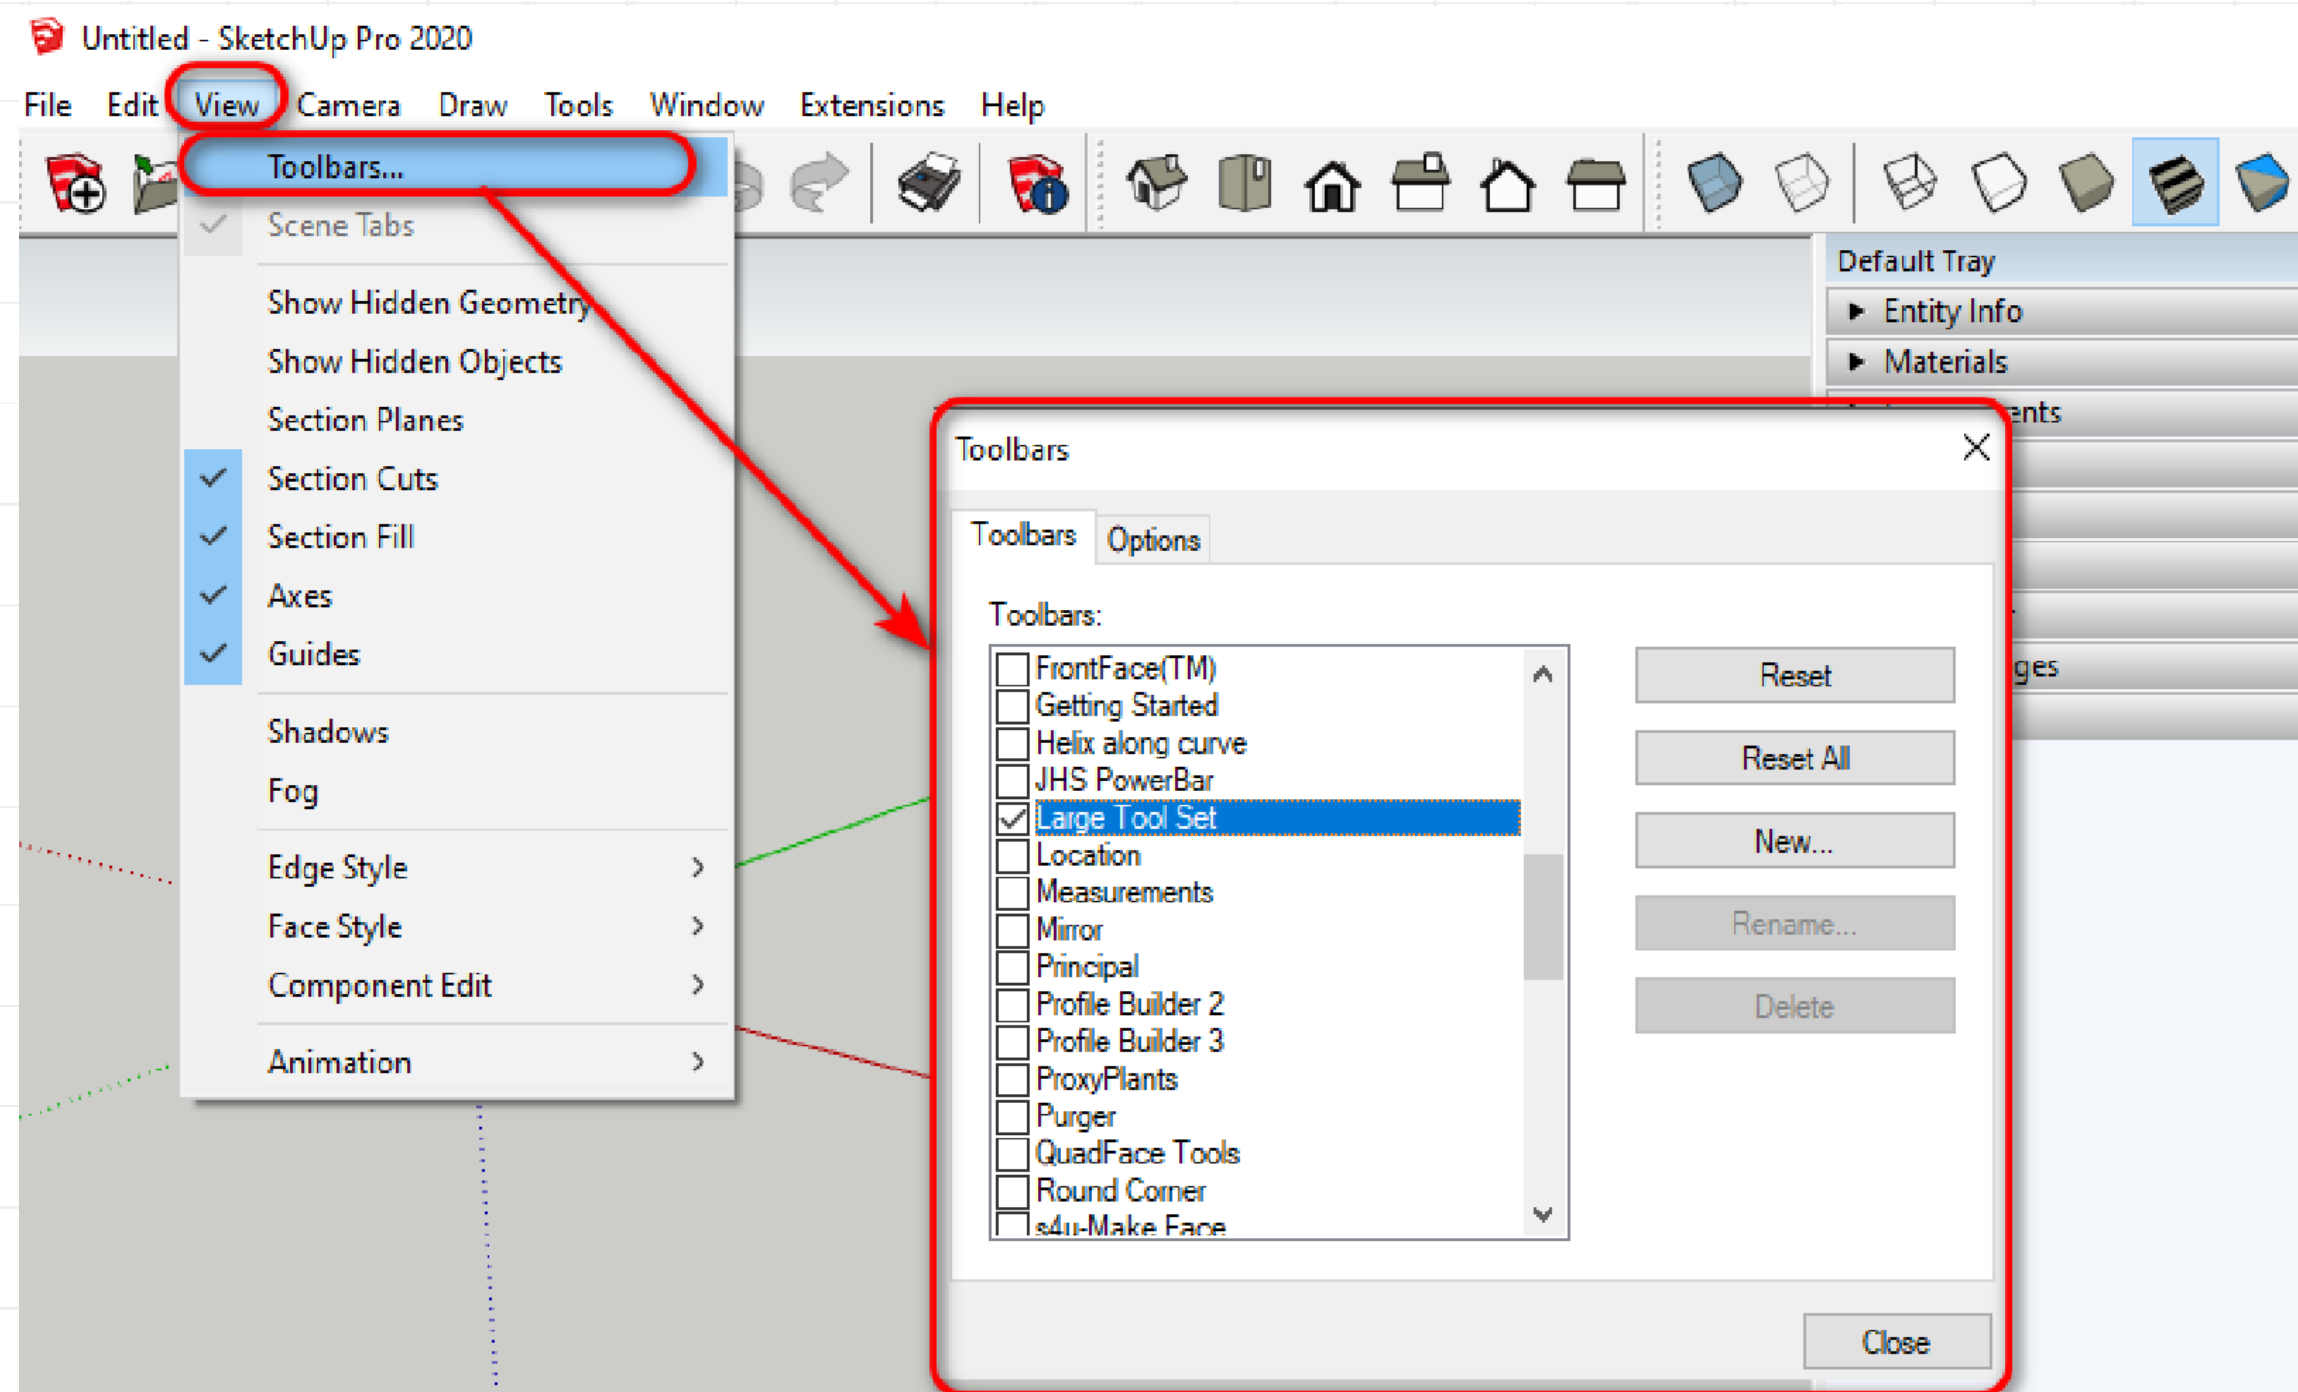 Untitled - SketchUp Pro 2020
File Edit View Camera Draw Tools Window Extensions Help
Toolbars...
Scene Tabs
Show Hidden Geometry
Show Hidden Objects
Section Planes
Section Cuts
Section Fill
Axes
Guides
Shadows
Fog
Edge Style
Face Style
Component Edit
Animation
Default Tray
Entity Info
Materials
Toolbars
Toolbars Options
Toolbars:
FrontFace(TM)
Getting Started
Helix along curve
JHS PowerBar
Large Tool Set
Location
Measurements
Mirror
Principal
Profile Builder 2
Profile Builder 3
ProxyPlants
Purger
QuadFace Tools
Round Corner
s4u-Make Face
Reset
Reset All
New...
Rename...
Delete
Close